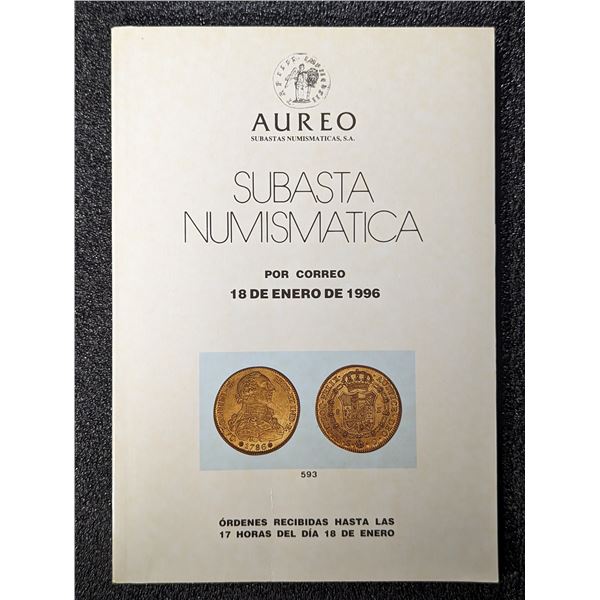 AUREO
SUBASTAS NUMISMATICAS, S.A.
SUBASTA
NUMISMATICA
POR CORREO
18 DE ENERO DE 1996
1786
593
ÓRDENES RECIBIDAS HASTA LAS
17 HORAS DEL DÍA 18 DE ENERO